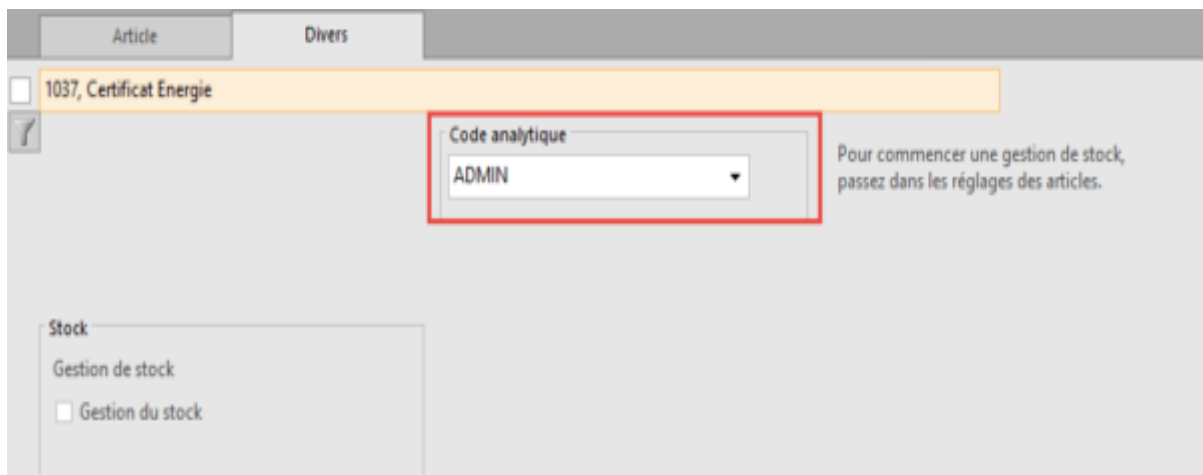 Article
Divers
1037, Certificat Energie
Code analytique
ADMIN
Pour commencer une gestion de stock,
passez dans les réglages des articles.
Stock
Gestion de stock
Gestion du stock